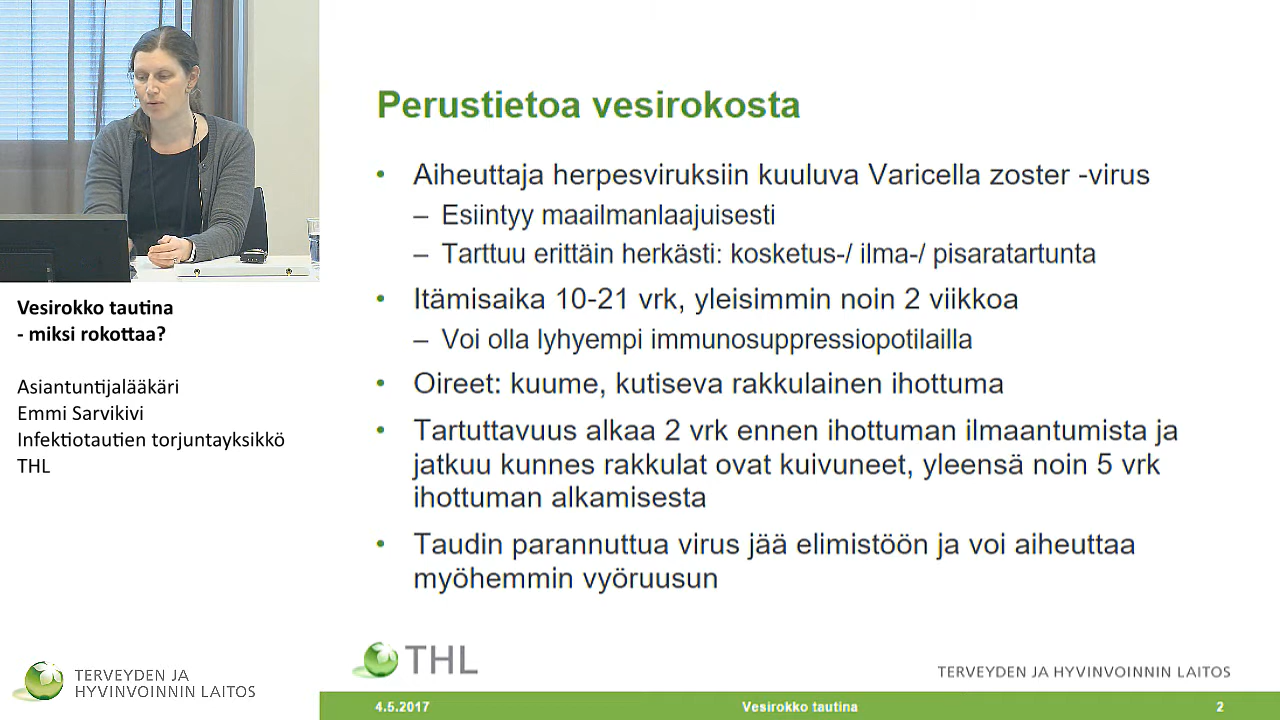 Vesirokko tautina
- miksi rokottaa?
Asiantuntijalääkäri
Emmi Sarvikivi
Infektiotautien torjuntayksikkö
THL
TERVEYDEN JA
HYVINVOINNIN LAITOS
Perustietoa vesirokosta
• Aiheuttaja herpesviruksiin kuuluva Varicella zoster -virus
– Esiintyy maailmanlaajuisesti
– Tarttuu erittäin herkästi: kosketus-/ ilma-/ pisaratartunta
• Itämisaika 10-21 vrk, yleisimmin noin 2 viikkoa
– Voi olla lyhyempi immunosuppressiopotilailla
• Oireet: kuume, kutiseva rakkulainen ihottuma
• Tartuttavuus alkaa 2 vrk ennen ihottuman ilmaantumista ja
jatkuu kunnes rakkulat ovat kuivuneet, yleensä noin 5 vrk
ihottuman alkamisesta
• Taudin parannuttua virus jää elimistöön ja voi aiheuttaa
myöhemmin vyöruusun
THL
TERVEYDEN JA HYVINVOINNIN LAITOS
4.5.2017
Vesirokko tautina
2